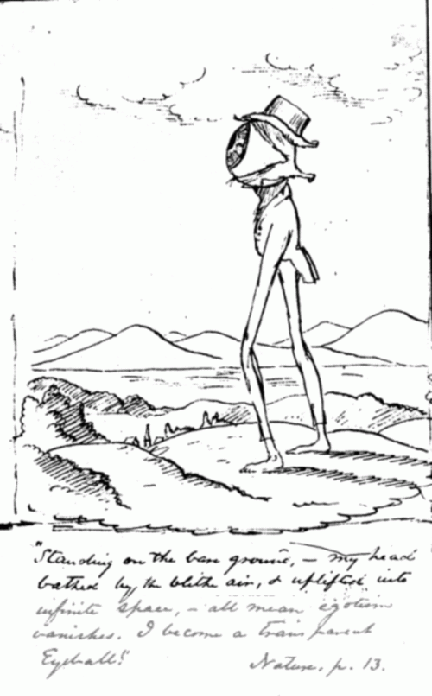 "Standing on the bare ground, – my head
bathed by the blithe air, & uplifted into
infinite space, – all mean egotism
vanishes. I become a transparent
Eyeball."
Nature, p. 13.